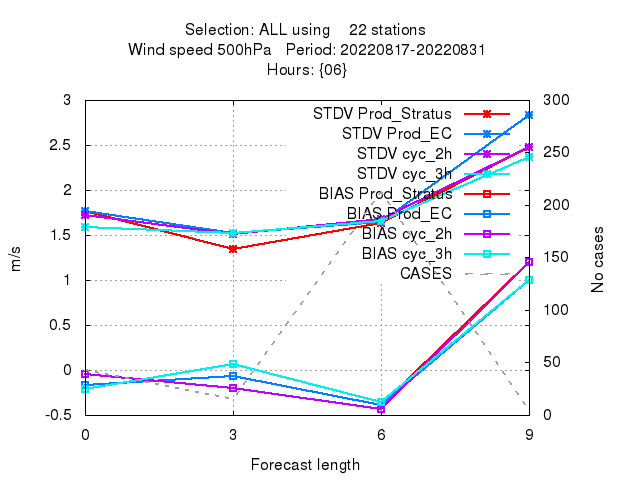 Selection: ALL using    22 stations
Wind speed 500hPa   Period: 20220817-20220831
Hours: {06}
3
2.5
2
1.5
1
0.5
0
-0.5
m/s
STDV Prod_Stratus
STDV Prod_EC
STDV cyc_2h
STDV cyc_3h
BIAS Prod_Stratus
BIAS Prod_EC
BIAS cyc_2h
BIAS cyc_3h
CASES
300
250
200
150
100
50
0
No cases
0 3 6 9
Forecast length